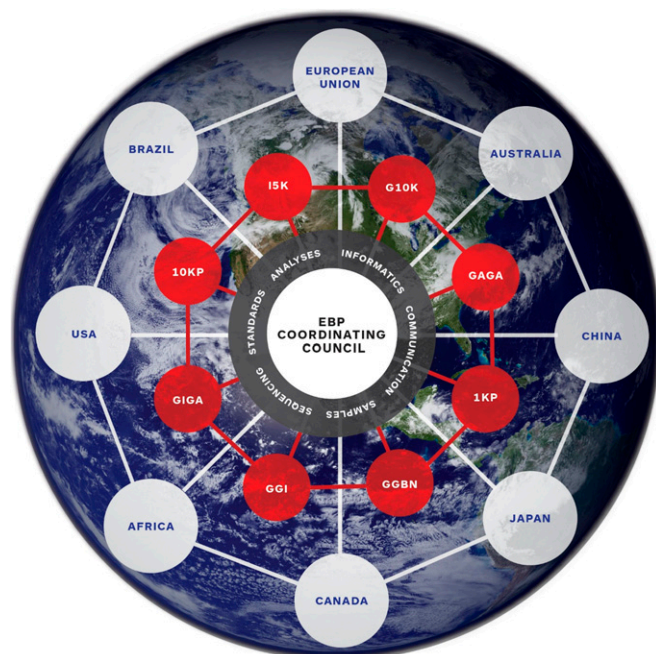 EUROPEAN
UNION
BRAZIL
AUSTRALIA
I5K
G10K
10KP
GAGA
STANDARDS ANALYSES INFORMATICS COMMUNICATION SAMPLES SEQUENCING
EBP
COORDINATING
COUNCIL
USA
CHINA
GIGA
1KP
GGI
GGBN
AFRICA
JAPAN
CANADA